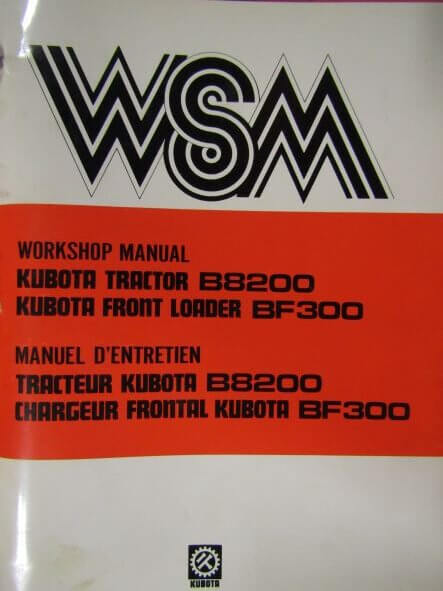 WSM
WORKSHOP MANUAL
KUBOTA TRACTOR B8200
KUBOTA FRONT LOADER BF300
MANUEL D'ENTRETIEN
TRACTEUR KUBOTA B8200
CHARGEUR FRONTAL KUBOTA BF300
KUBOTA